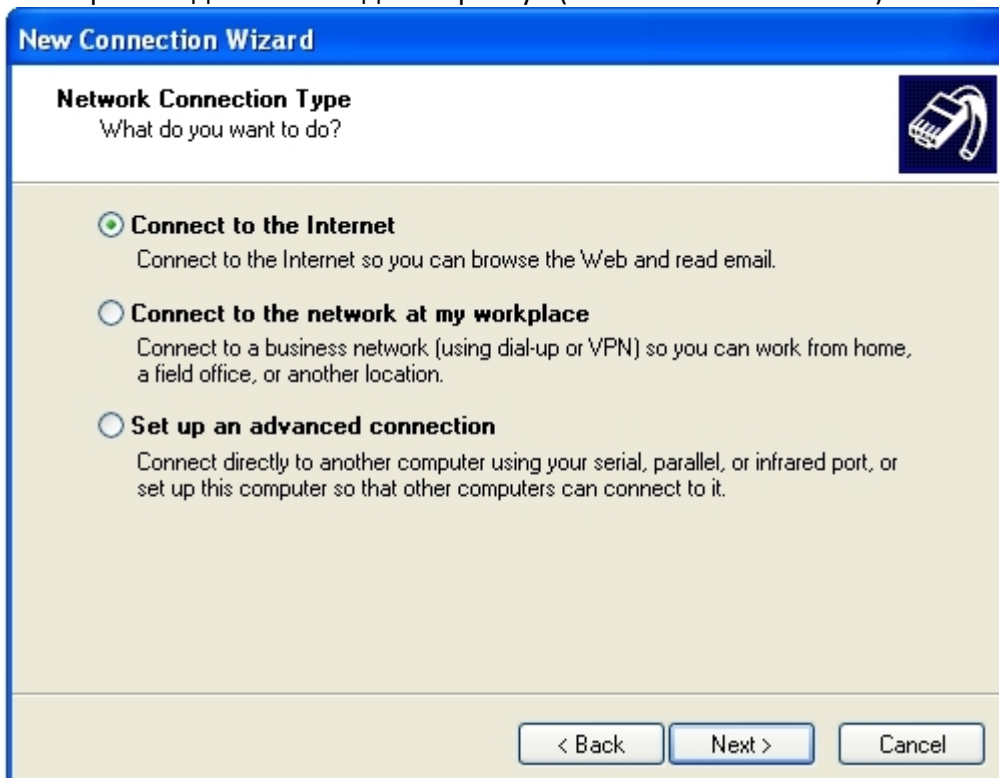 New Connection Wizard
Network Connection Type
What do you want to do?
Connect to the Internet
Connect to the Internet so you can browse the Web and read email.
Connect to the network at my workplace
Connect to a business network (using dial-up or VPN) so you can work from home,
a field office, or another location.
Set up an advanced connection
Connect directly to another computer using your serial, parallel, or infrared port, or
set up this computer so that other computers can connect to it.
< Back
Next >
Cancel